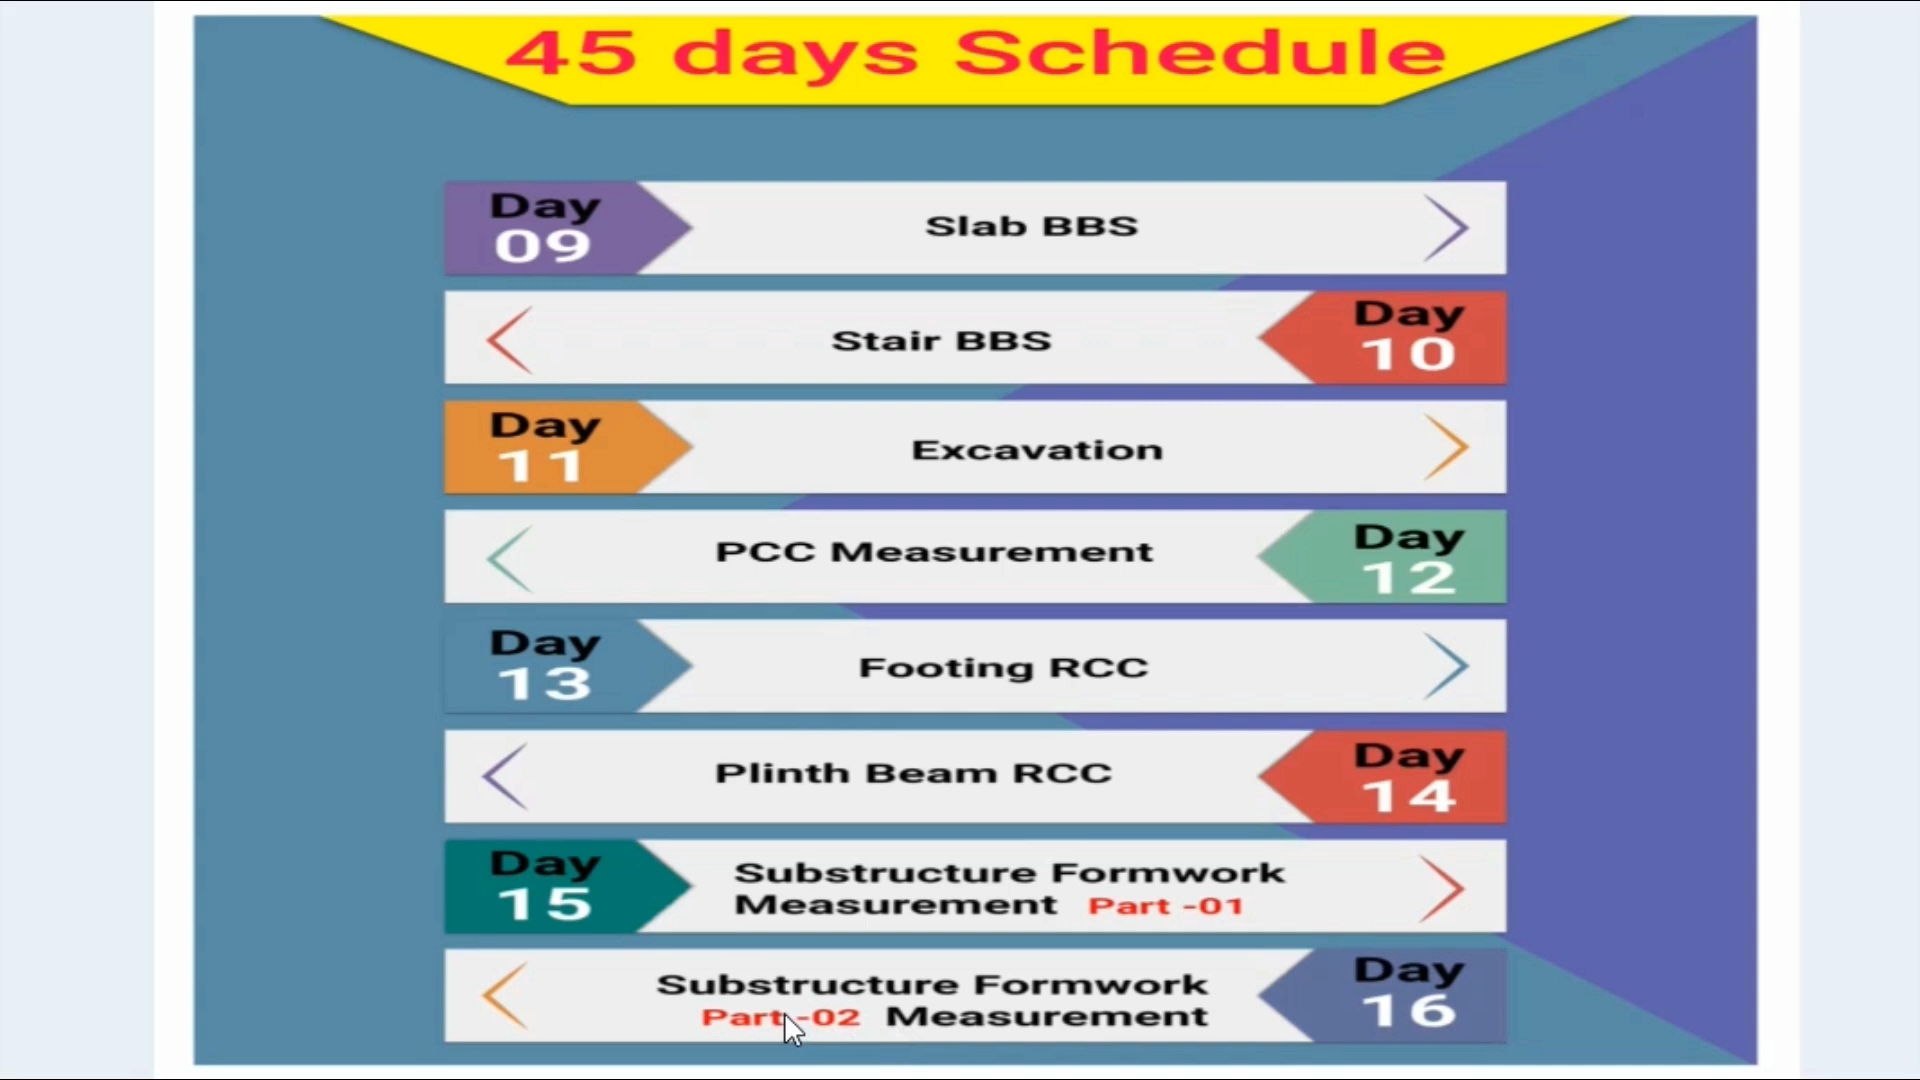 45 days Schedule
Day
09
Slab BBS
Stair BBS
Day
10
Day
11
Excavation
PCC Measurement
Day
12
Day
13
Footing RCC
Plinth Beam RCC
Day
14
Day
15
Substructure Formwork
Measurement Part -01
Substructure Formwork
Part -02 Measurement
Day
16